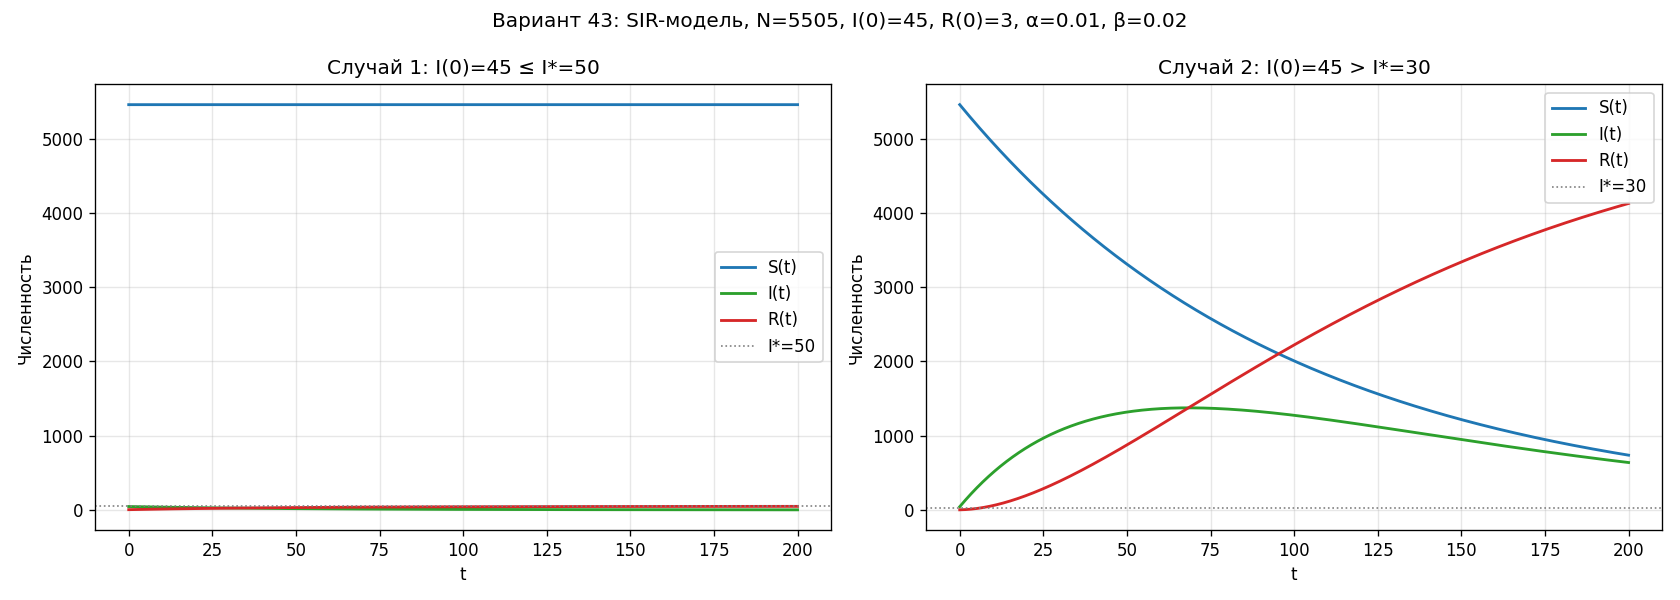 Вариант 43: SIR-модель, N=5505, I(0)=45, R(0)=3, α=0.01, β=0.02
Случай 1: I(0)=45 ≤ I*=50
Численность
5000
4000
3000
2000
1000
0
S(t)
I(t)
R(t)
I*=50
0 25 50 75 100 125 150 175 200
t
Случай 2: I(0)=45 > I*=30
Численность
5000
4000
3000
2000
1000
0
S(t)
I(t)
R(t)
I*=30
0 25 50 75 100 125 150 175 200
t